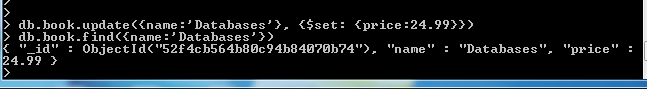 >
> db.book.update({name:'Databases'}, {$set: {price:24.99}})
> db.book.find({name:'Databases'})
{ "_id" : ObjectId("52f4cb564b80c94b84070b74"), "name" : "Databases", "price" :
24.99 }
>